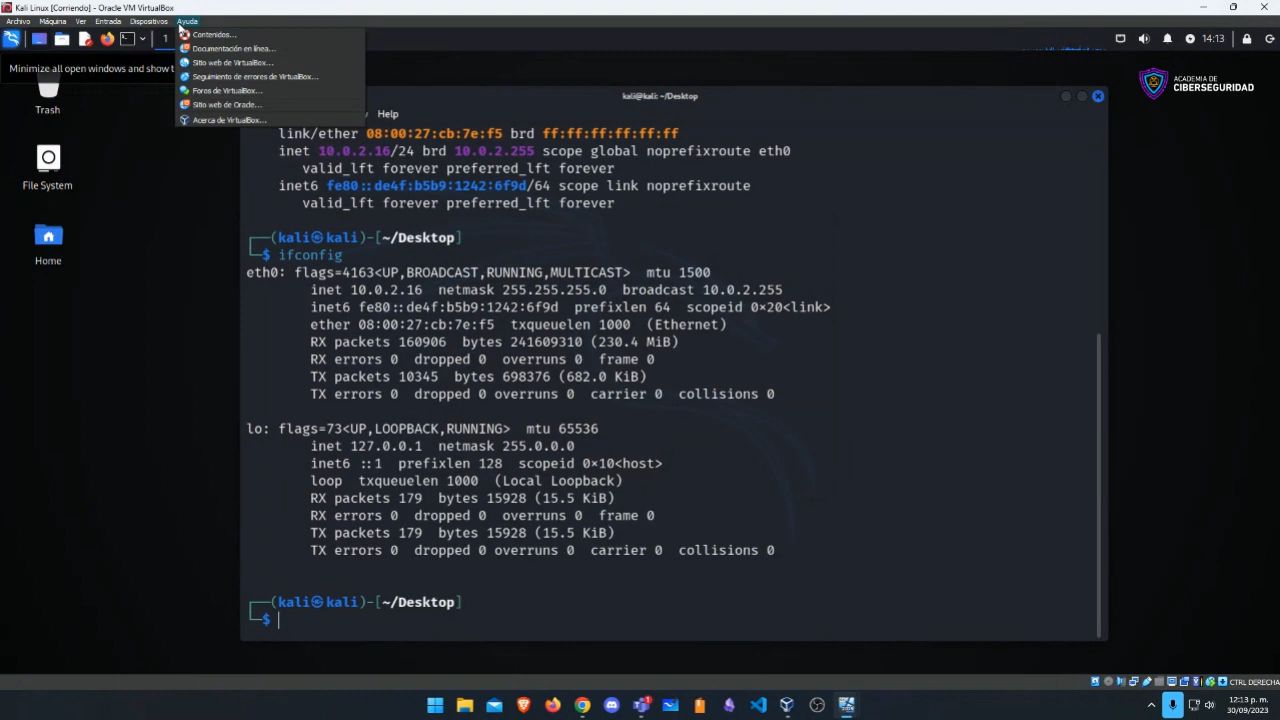 Kali Linux [Corriendo] - Oracle VM VirtualBox
Archivo Máquina Ver Entrada Dispositivos Ayuda
Contenidos...
Documentación en línea...
Sitio web de VirtualBox...
Seguimiento de errores de VirtualBox...
Foros de VirtualBox...
Sitio web de Oracle...
Acerca de VirtualBox...
1
14:13
Minimize all open windows and show t
ACADEMIA DE
CIBERSEGURIDAD
Trash
File System
Home
kali@kali: ~/Desktop
Help
link/ether 08:00:27:cb:7e:f5 brd ff:ff:ff:ff:ff:ff
inet 10.0.2.16/24 brd 10.0.2.255 scope global noprefixroute eth0
valid_lft forever preferred_lft forever
inet6 fe80::de4f:b5b9:1242:6f9d/64 scope link noprefixroute
valid_lft forever preferred_lft forever
┌──(kali㉿kali)-[~/Desktop]
└─$ ifconfig
eth0: flags=4163<UP,BROADCAST,RUNNING,MULTICAST>  mtu 1500
inet 10.0.2.16  netmask 255.255.255.0  broadcast 10.0.2.255
inet6 fe80::de4f:b5b9:1242:6f9d  prefixlen 64  scopeid 0×20<link>
ether 08:00:27:cb:7e:f5  txqueuelen 1000  (Ethernet)
RX packets 160906  bytes 241609310 (230.4 MiB)
RX errors 0  dropped 0  overruns 0  frame 0
TX packets 10345  bytes 698376 (682.0 KiB)
TX errors 0  dropped 0 overruns 0  carrier 0  collisions 0
lo: flags=73<UP,LOOPBACK,RUNNING>  mtu 65536
inet 127.0.0.1  netmask 255.0.0.0
inet6 ::1  prefixlen 128  scopeid 0×10<host>
loop  txqueuelen 1000  (Local Loopback)
RX packets 179  bytes 15928 (15.5 KiB)
RX errors 0  dropped 0  overruns 0  frame 0
TX packets 179  bytes 15928 (15.5 KiB)
TX errors 0  dropped 0 overruns 0  carrier 0  collisions 0
┌──(kali㉿kali)-[~/Desktop]
└─$
CTRL DERECHA
12:13 p. m.
30/09/2023